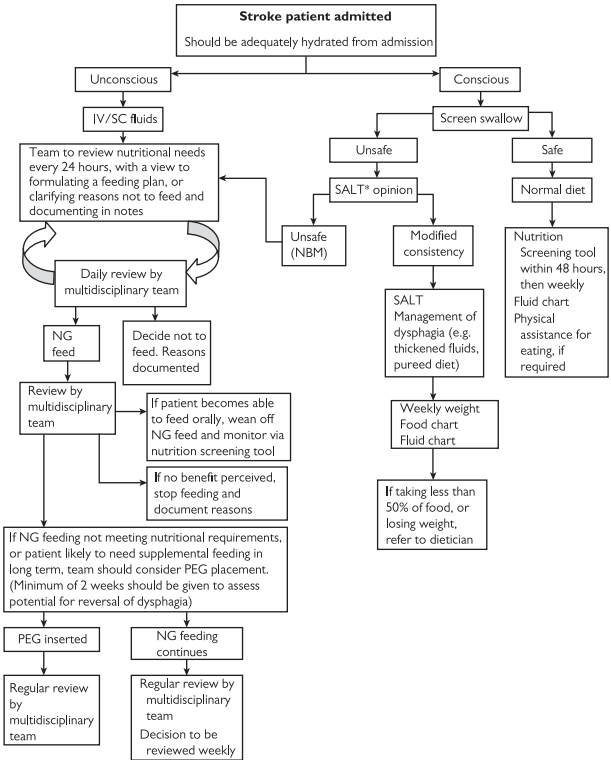 Stroke patient admitted
Should be adequately hydrated from admission
Unconscious
Conscious
IV/SC fluids
Screen swallow
Team to review nutritional needs
every 24 hours, with a view to
formulating a feeding plan, or
clarifying reasons not to feed and
documenting in notes
Unsafe
Safe
SALT* opinion
Normal diet
Unsafe
(NBM)
Modified
consistency
Nutrition
Screening tool
within 48 hours,
then weekly
Fluid chart
Physical
assistance for
eating, if
required
Daily review by
multidisciplinary team
SALT
Management of
dysphagia (e.g.
thickened fluids,
pureed diet)
NG
feed
Decide not to
feed. Reasons
documented
Review by
multidisciplinary
team
If patient becomes able
to feed orally, wean off
NG feed and monitor via
nutrition screening tool
Weekly weight
Food chart
Fluid chart
If no benefit perceived,
stop feeding and
document reasons
If taking less than
50% of food, or
losing weight,
refer to dietician
If NG feeding not meeting nutritional requirements,
or patient likely to need supplemental feeding in
long term, team should consider PEG placement.
(Minimum of 2 weeks should be given to assess
potential for reversal of dysphagia)
PEG inserted
NG feeding
continues
Regular review
by
multidisciplinary
team
Regular review by
multidisciplinary
team
Decision to be
reviewed weekly